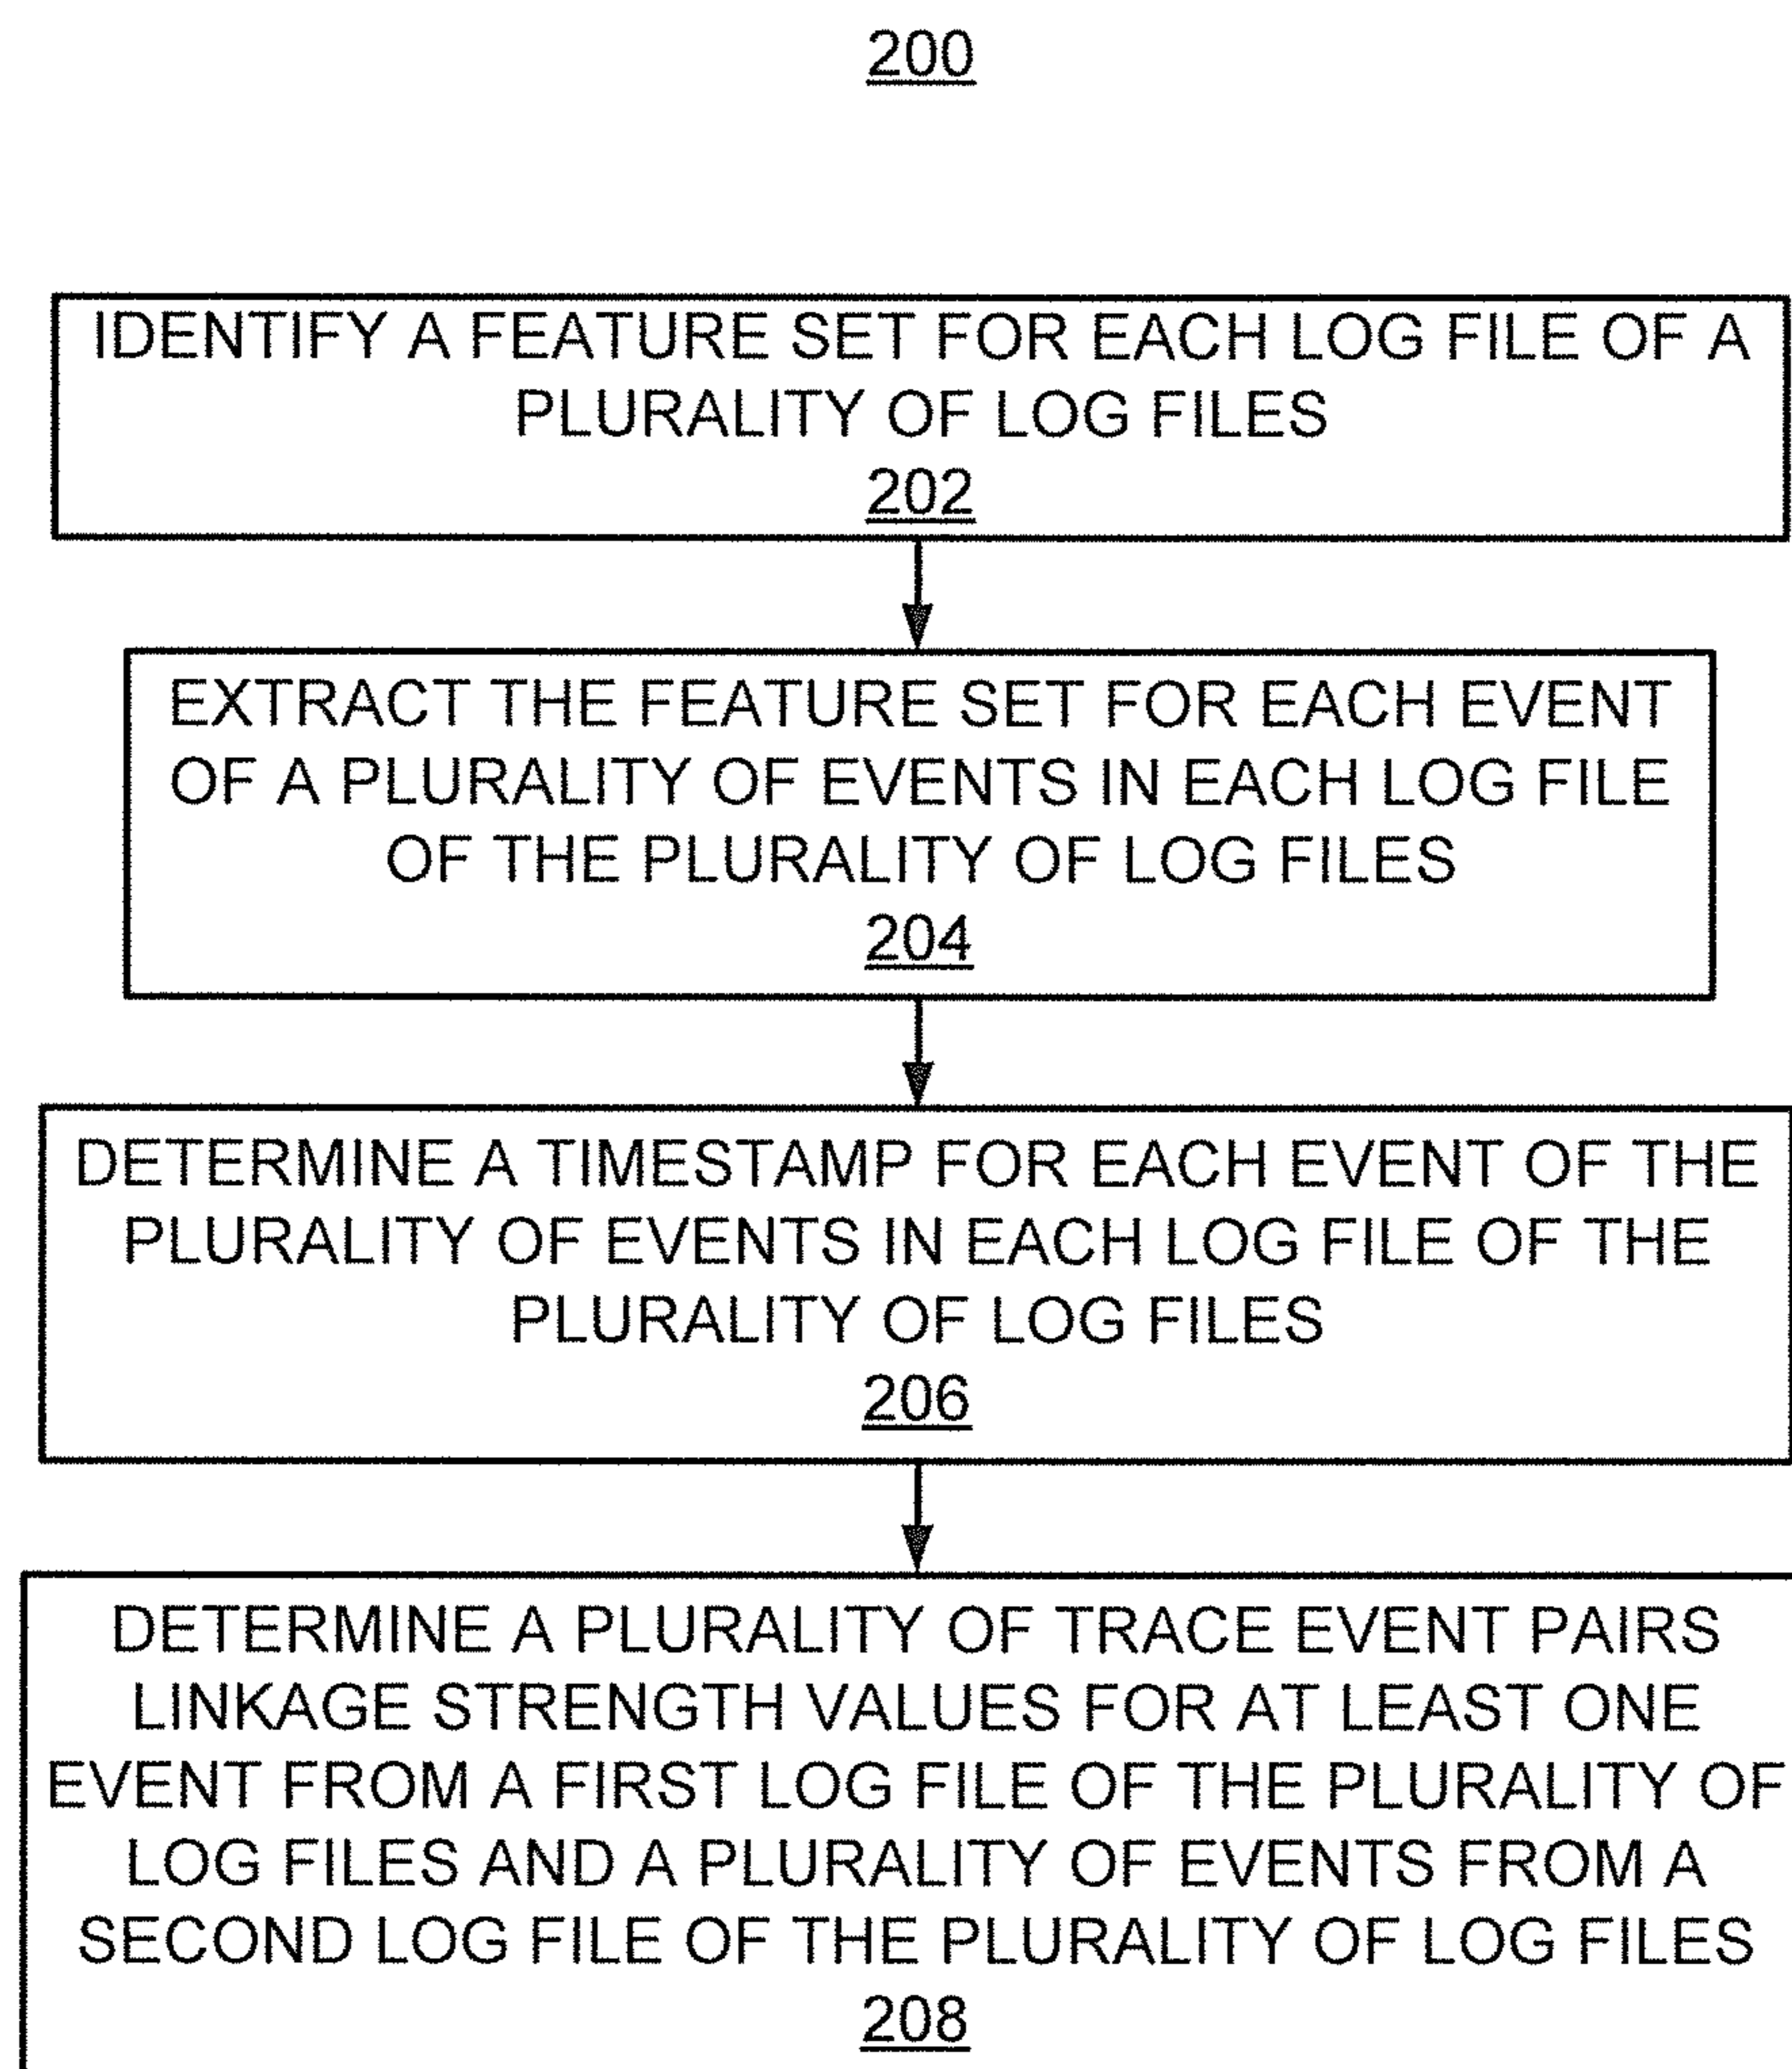 200
IDENTIFY A FEATURE SET FOR EACH LOG FILE OF A
PLURALITY OF LOG FILES
202
EXTRACT THE FEATURE SET FOR EACH EVENT
OF A PLURALITY OF EVENTS IN EACH LOG FILE
OF THE PLURALITY OF LOG FILES
204
DETERMINE A TIMESTAMP FOR EACH EVENT OF THE
PLURALITY OF EVENTS IN EACH LOG FILE OF THE
PLURALITY OF LOG FILES
206
DETERMINE A PLURALITY OF TRACE EVENT PAIRS
LINKAGE STRENGTH VALUES FOR AT LEAST ONE
EVENT FROM A FIRST LOG FILE OF THE PLURALITY OF
LOG FILES AND A PLURALITY OF EVENTS FROM A
SECOND LOG FILE OF THE PLURALITY OF LOG FILES
208